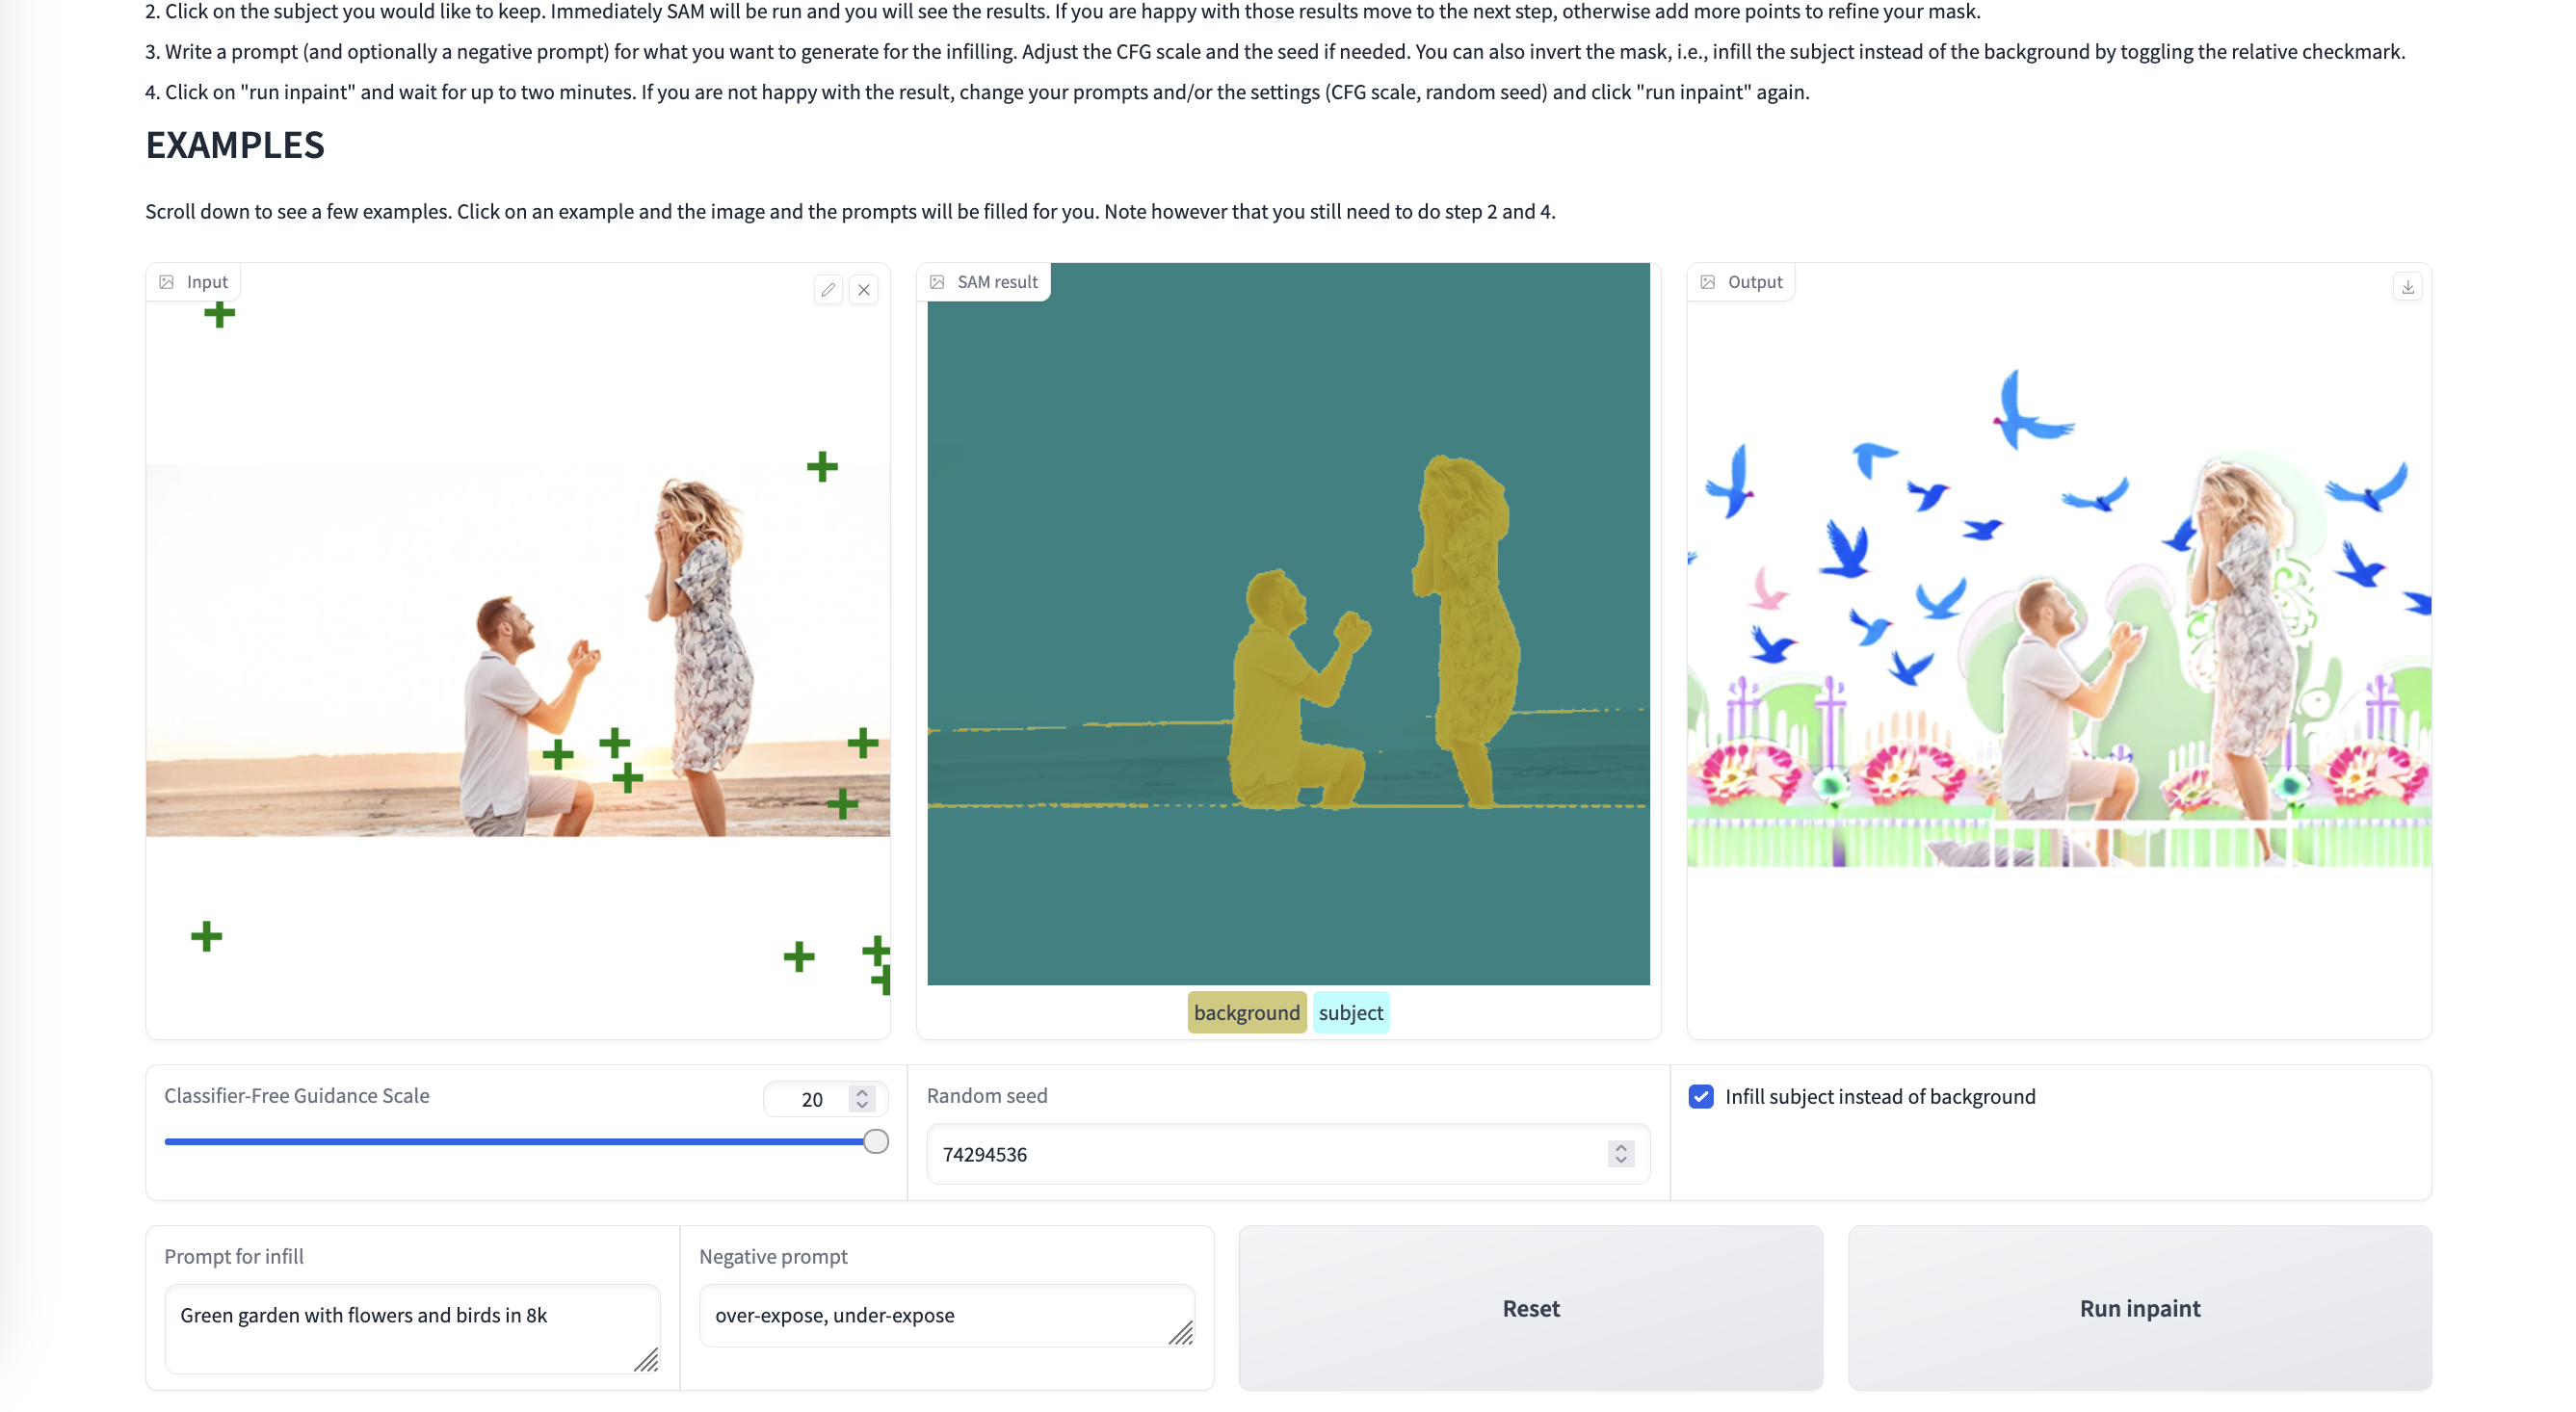 2. Click on the subject you would like to keep. Immediately SAM will be run and you will see the results. If you are happy with those results move to the next step, otherwise add more points to refine your mask.
3. Write a prompt (and optionally a negative prompt) for what you want to generate for the infilling. Adjust the CFG scale and the seed if needed. You can also invert the mask, i.e., infill the subject instead of the background by toggling the relative checkmark.
4. Click on "run inpaint" and wait for up to two minutes. If you are not happy with the result, change your prompts and/or the settings (CFG scale, random seed) and click "run inpaint" again.
EXAMPLES
Scroll down to see a few examples. Click on an example and the image and the prompts will be filled for you. Note however that you still need to do step 2 and 4.
Input
SAM result
Output
background subject
Classifier-Free Guidance Scale
20
Random seed
74294536
Infill subject instead of background
Prompt for infill
Green garden with flowers and birds in 8k
Negative prompt
over-expose, under-expose
Reset
Run inpaint